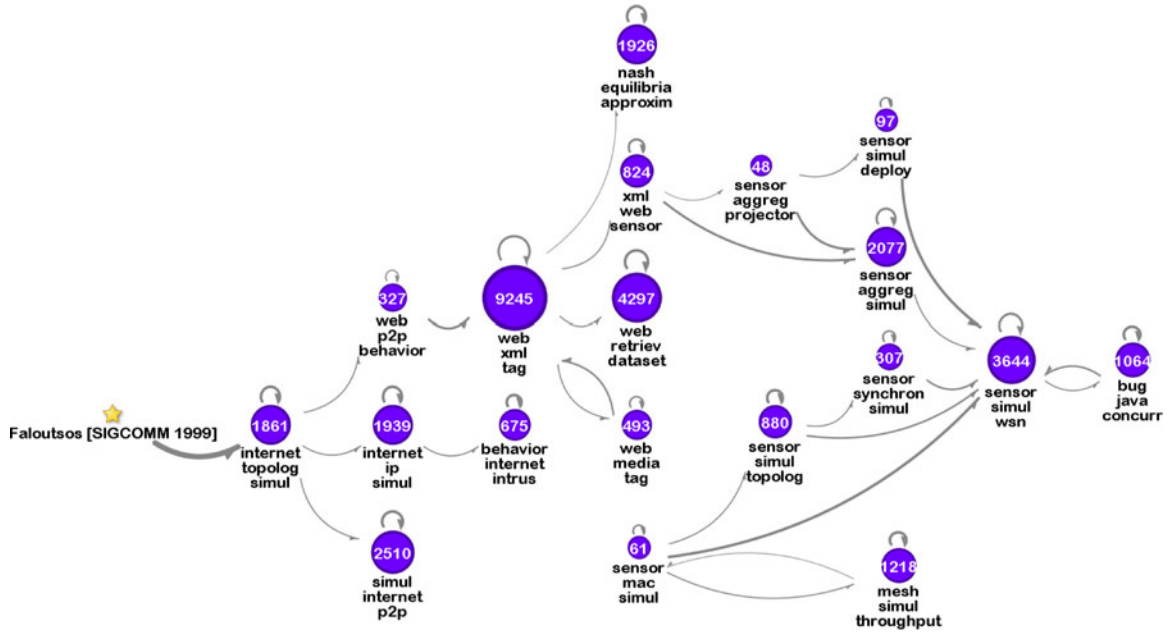 1926
nash
equilibria
approxim
824
xml
web
sensor
48
sensor
aggreg
projector
97
sensor
simul
deploy
2077
sensor
aggreg
simul
327
web
p2p
behavior
9245
web
xml
tag
4297
web
retriev
dataset
307
sensor
synchron
simul
3644
sensor
simul
wsn
1064
bug
java
concurr
Faloutsos [SIGCOMM 1999]
1861
internet
topolog
simul
1939
internet
ip
simul
675
behavior
internet
intrus
493
web
media
tag
880
sensor
simul
topolog
2510
simul
internet
p2p
61
sensor
mac
simul
1218
mesh
simul
throughput